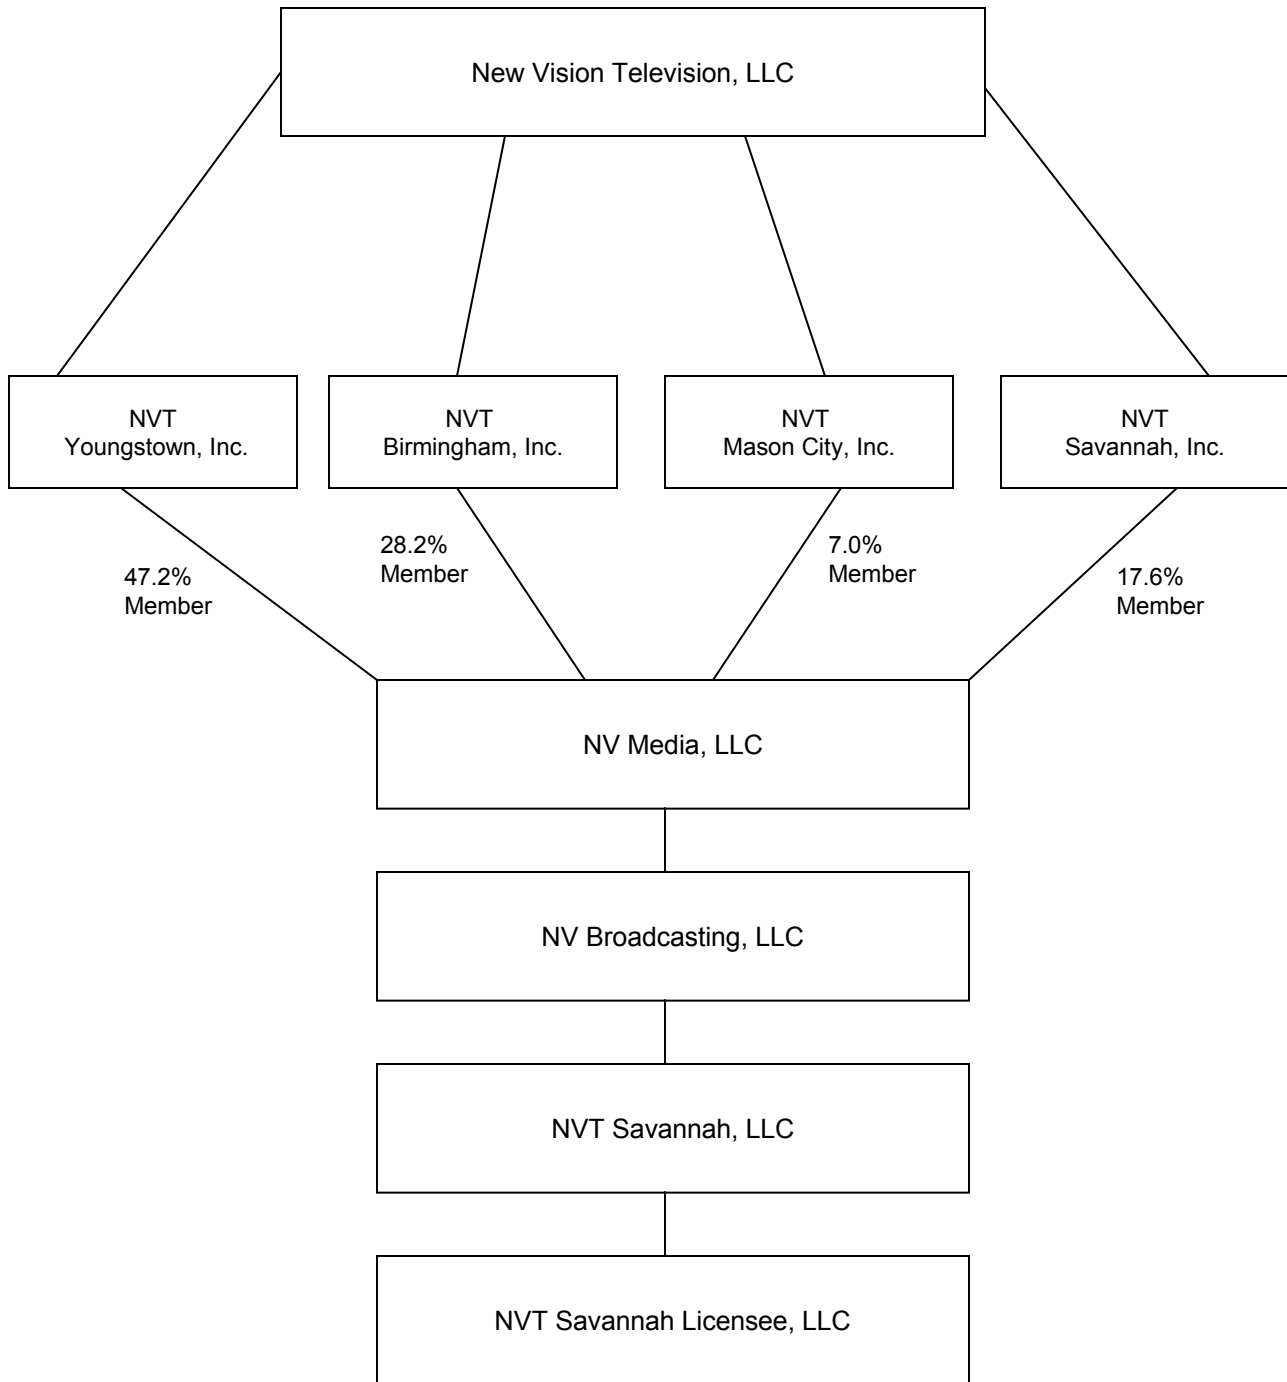 New Vision Television, LLC
NVT
Youngstown, Inc.
NVT
Birmingham, Inc.
NVT
Mason City, Inc.
NVT
Savannah, Inc.
47.2%
Member
28.2%
Member
7.0%
Member
17.6%
Member
NV Media, LLC
NV Broadcasting, LLC
NVT Savannah, LLC
NVT Savannah Licensee, LLC